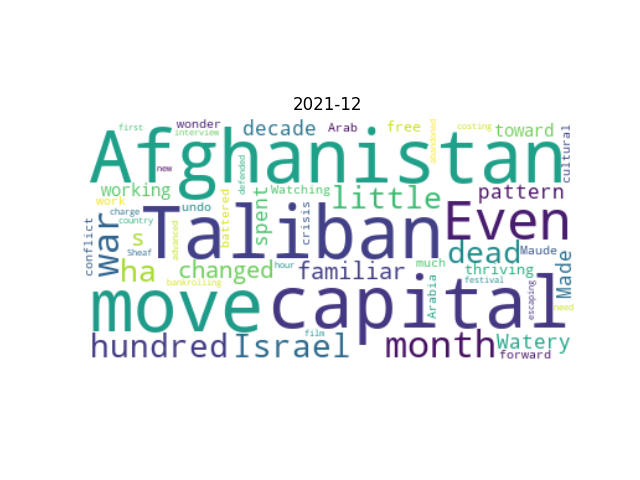 2021-12
first wonder interview decade Arab free abandoned costing toward cultural
Afghanistan
new defended
working work Watching little pattern
charge undo battered spent crisis
Taliban Even
conflict war country s Sheaf advanced
ha changed hour familiar much dead Maude thriving Made
bankrolling Arabia festival escaping need
move capital
film
hundred Israel month Watery forward